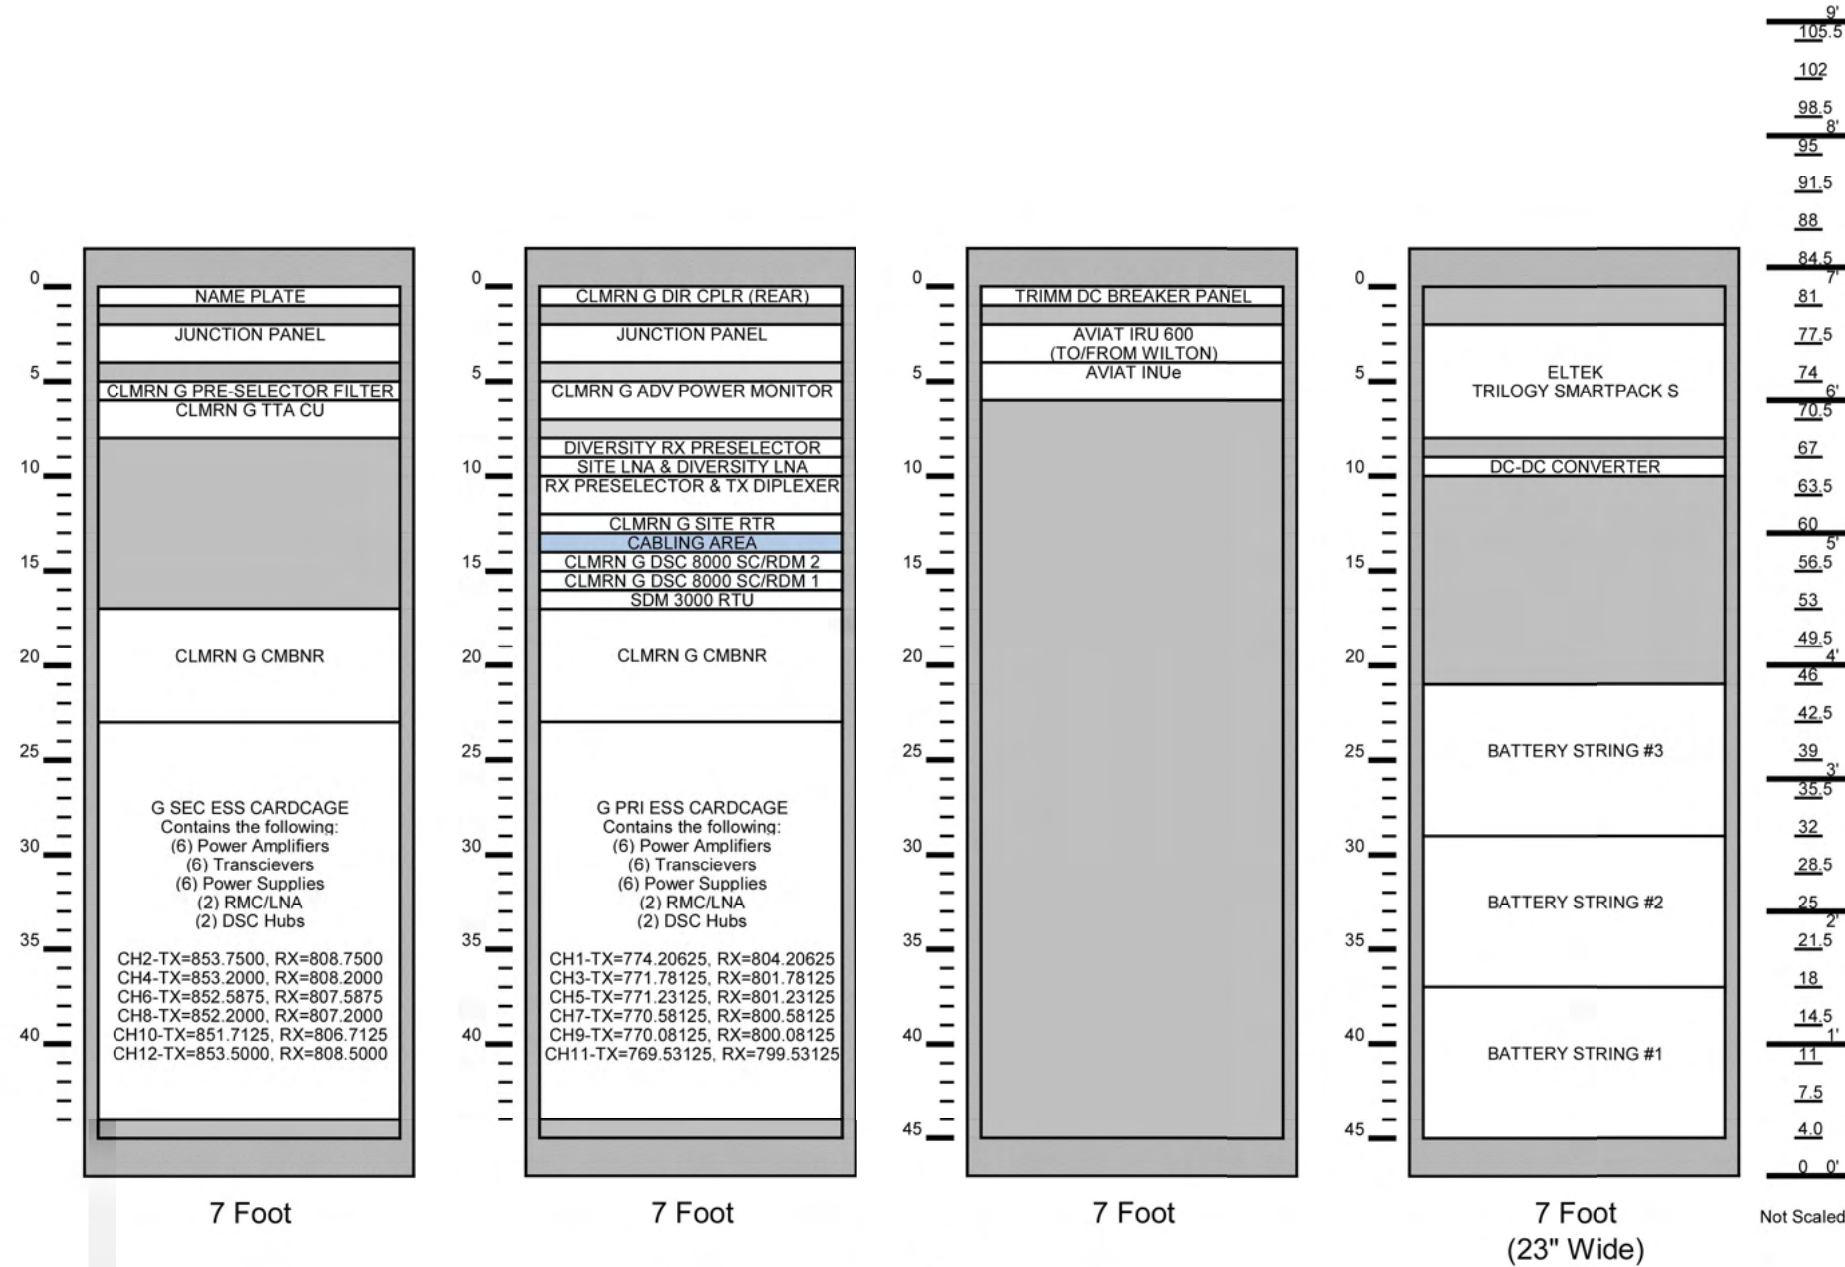 0
5
10
15
20
25
30
35
40
NAME PLATE
JUNCTION PANEL
CLMRN G PRE-SELECTOR FILTER
CLMRN G TTA CU
CLMRN G CMBNR
G SEC ESS CARDCAGE
Contains the following:
(6) Power Amplifiers
(6) Transcievers
(6) Power Supplies
(2) RMC/LNA
(2) DSC Hubs
CH2-TX=853.7500, RX=808.7500
CH4-TX=853.2000, RX=808.2000
CH6-TX=852.5875, RX=807.5875
CH8-TX=852.2000, RX=807.2000
CH10-TX=851.7125, RX=806.7125
CH12-TX=853.5000, RX=808.5000
7 Foot
0
5
10
15
20
25
30
35
40
CLMRN G DIR CPLR (REAR)
JUNCTION PANEL
CLMRN G ADV POWER MONITOR
DIVERSITY RX PRESELECTOR
SITE LNA & DIVERSITY LNA
RX PRESELECTOR & TX DIPLEXER
CLMRN G SITE RTR
CABLING AREA
CLMRN G DSC 8000 SC/RDM 2
CLMRN G DSC 8000 SC/RDM 1
SDM 3000 RTU
CLMRN G CMBNR
G PRI ESS CARDCAGE
Contains the following:
(6) Power Amplifiers
(6) Transcievers
(6) Power Supplies
(2) RMC/LNA
(2) DSC Hubs
CH1-TX=774.20625, RX=804.20625
CH3-TX=771.78125, RX=801.78125
CH5-TX=771.23125, RX=801.23125
CH7-TX=770.58125, RX=800.58125
CH9-TX=770.08125, RX=800.08125
CH11-TX=769.53125, RX=799.53125
7 Foot
0
5
10
15
20
25
30
35
40
45
TRIMM DC BREAKER PANEL
AVIAT IRU 600
(TO/FROM WILTON)
AVIAT INUe
7 Foot
0
5
10
15
20
25
30
35
40
45
ELTEK
TRILOGY SMARTPACK S
DC-DC CONVERTER
BATTERY STRING #3
BATTERY STRING #2
BATTERY STRING #1
7 Foot
(23" Wide)
9'
105.5
102
98.5
8'
95
91.5
88
84.5
7'
81
77.5
74
6'
70.5
67
63.5
60
5'
56.5
53
49.5
4'
46
42.5
39
3'
35.5
32
28.5
25
2'
21.5
18
14.5
1'
11
7.5
4.0
0 0'
Not Scaled